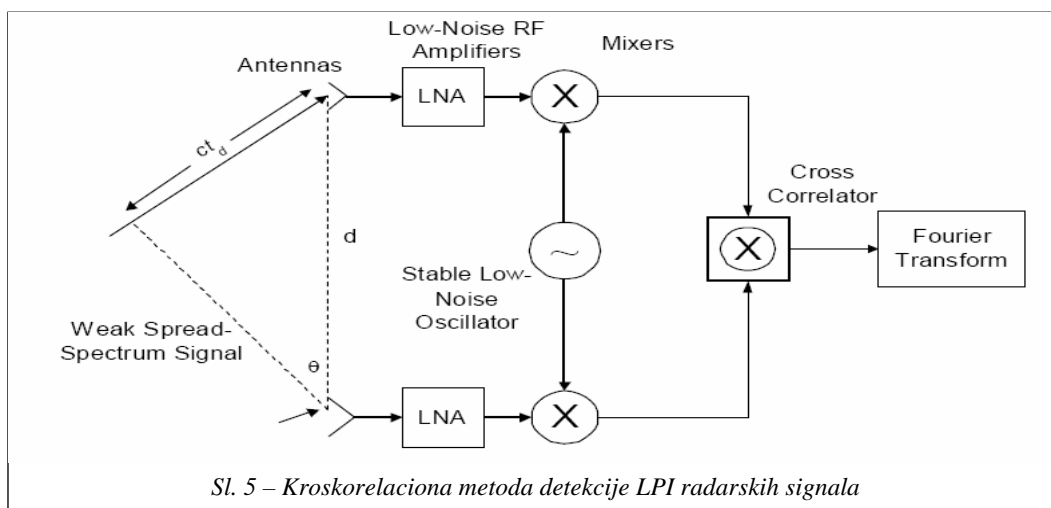 Low-Noise RF
Amplifiers
Mixers
Antennas
LNA
X
ct d
Cross
Correlator
d
X
Fourier
Transform
~
Stable Low-
Noise
Oscillator
Weak Spread-
Spectrum Signal
θ
LNA
X
Sl. 5 – Kroskorelaciona metoda detekcije LPI radarskih signala